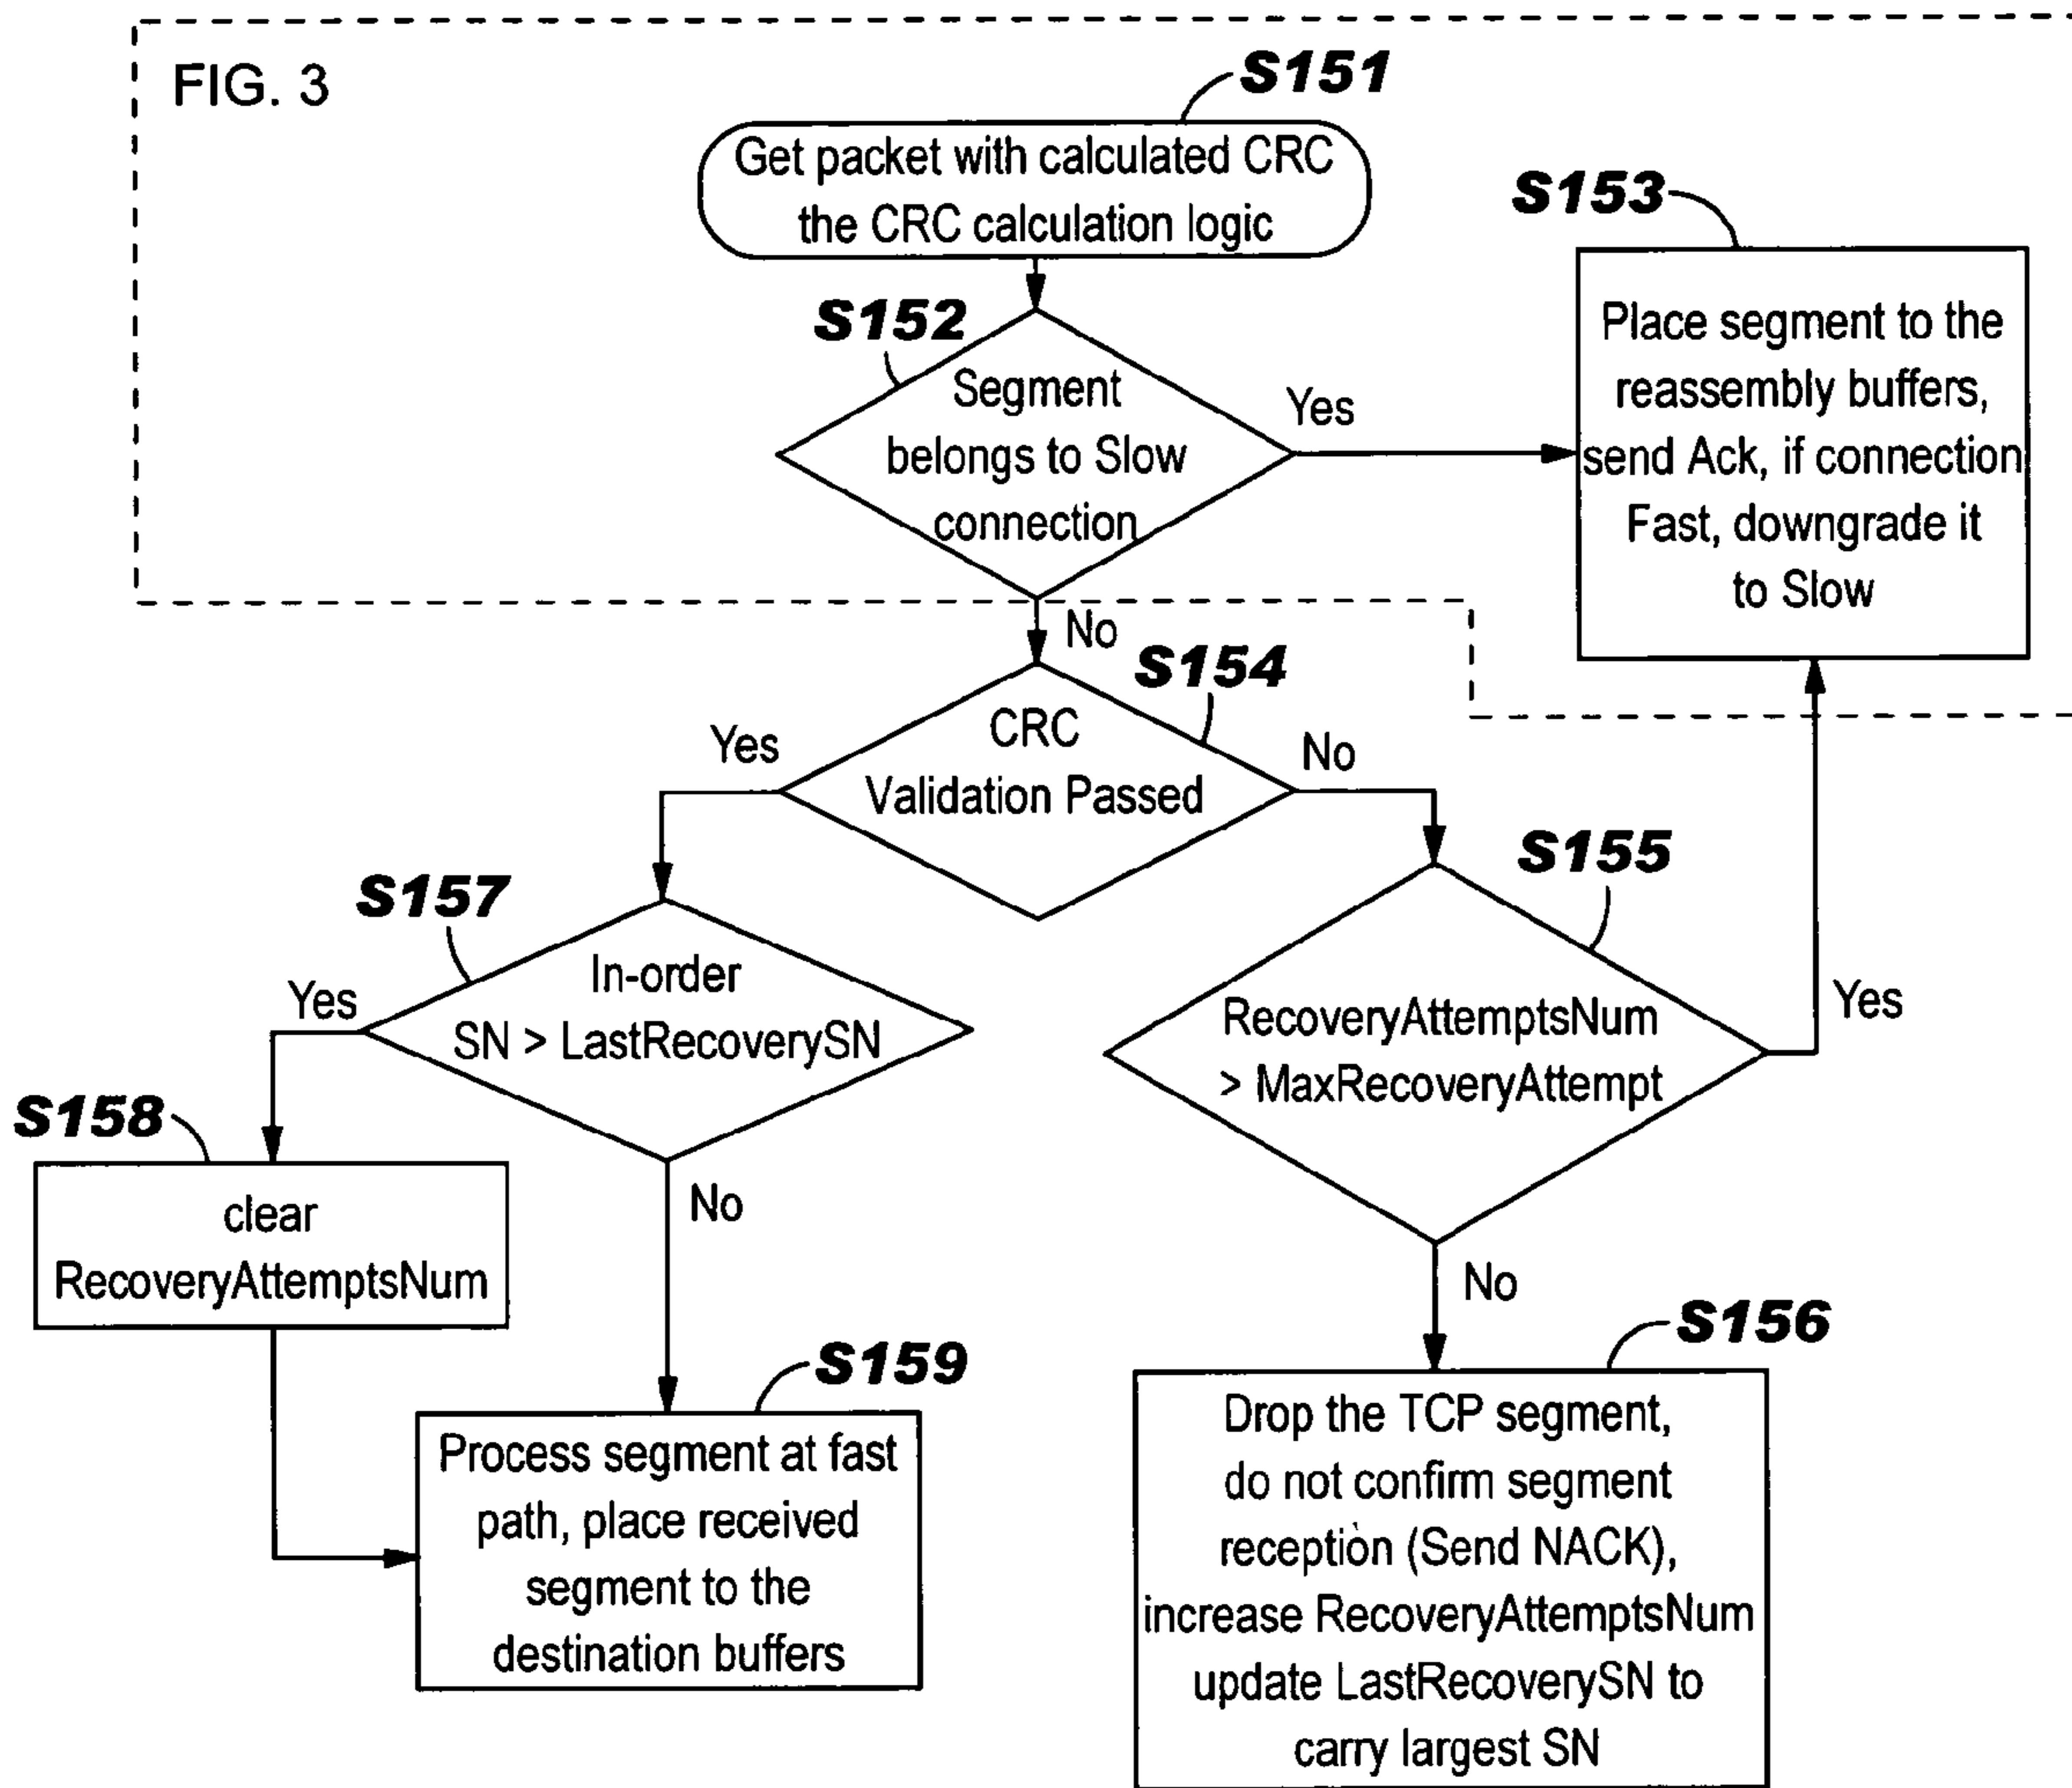 FIG. 3
S151
Get packet with calculated CRC
the CRC calculation logic
S152
Segment
belongs to Slow
connection
Yes
No
S153
Place segment to the
reassembly buffers,
send Ack, if connection
Fast, downgrade it
to Slow
S154
CRC
Validation Passed
Yes
No
S155
RecoveryAttemptsNum
> MaxRecoveryAttempt
Yes
No
S157
In-order
SN > LastRecoverySN
Yes
No
S158
clear
RecoveryAttemptsNum
S159
Process segment at fast
path, place received
segment to the
destination buffers
S156
Drop the TCP segment,
do not confirm segment
reception (Send NACK),
increase RecoveryAttemptsNum
update LastRecoverySN to
carry largest SN